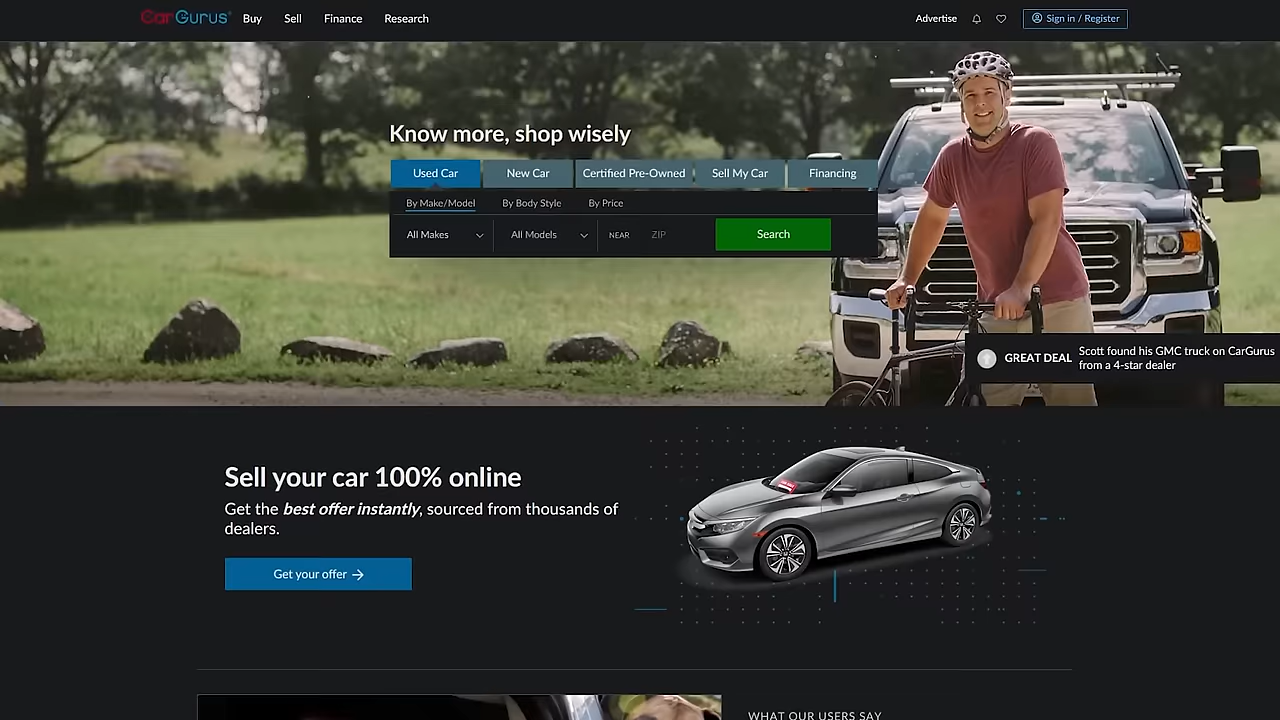 CarGurus
Buy
Sell
Finance
Research
Advertise
Sign in / Register
Know more, shop wisely
Used Car
New Car
Certified Pre-Owned
Sell My Car
Financing
By Make/Model
By Body Style
By Price
All Makes
All Models
NEAR
ZIP
Search
GREAT DEAL
Scott found his GMC truck on CarGurus
from a 4-star dealer
Sell your car 100% online
Get the best offer instantly, sourced from thousands of
dealers.
Get your offer →
WHAT OUR USERS SAY